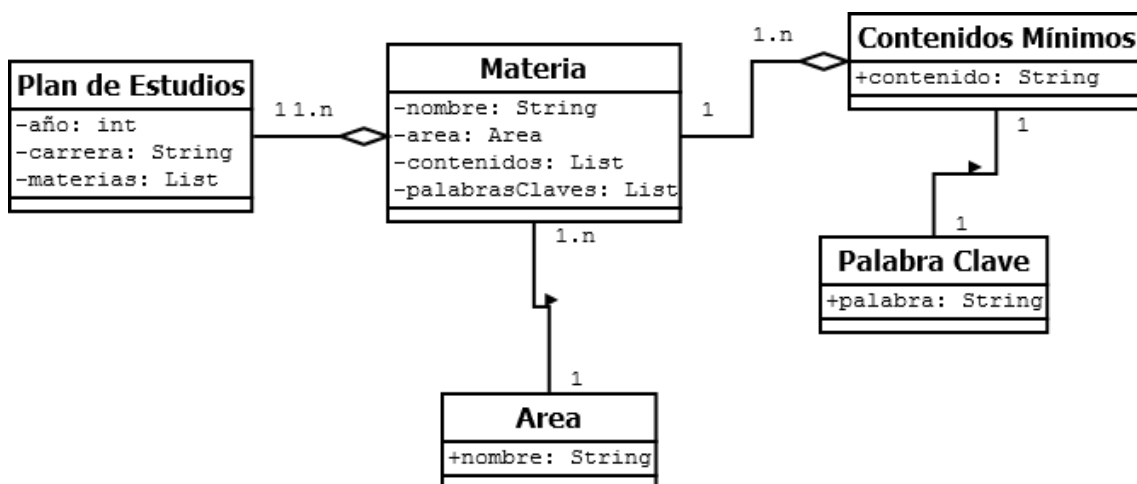 Plan de Estudios
-año: int
-carrera: String
-materias: List
1 1.n
Materia
-nombre: String
-area: Area
-contenidos: List
-palabrasClaves: List
1
1.n
Contenidos Mínimos
+contenido: String
1
1
Palabra Clave
+palabra: String
1.n
1
Area
+nombre: String